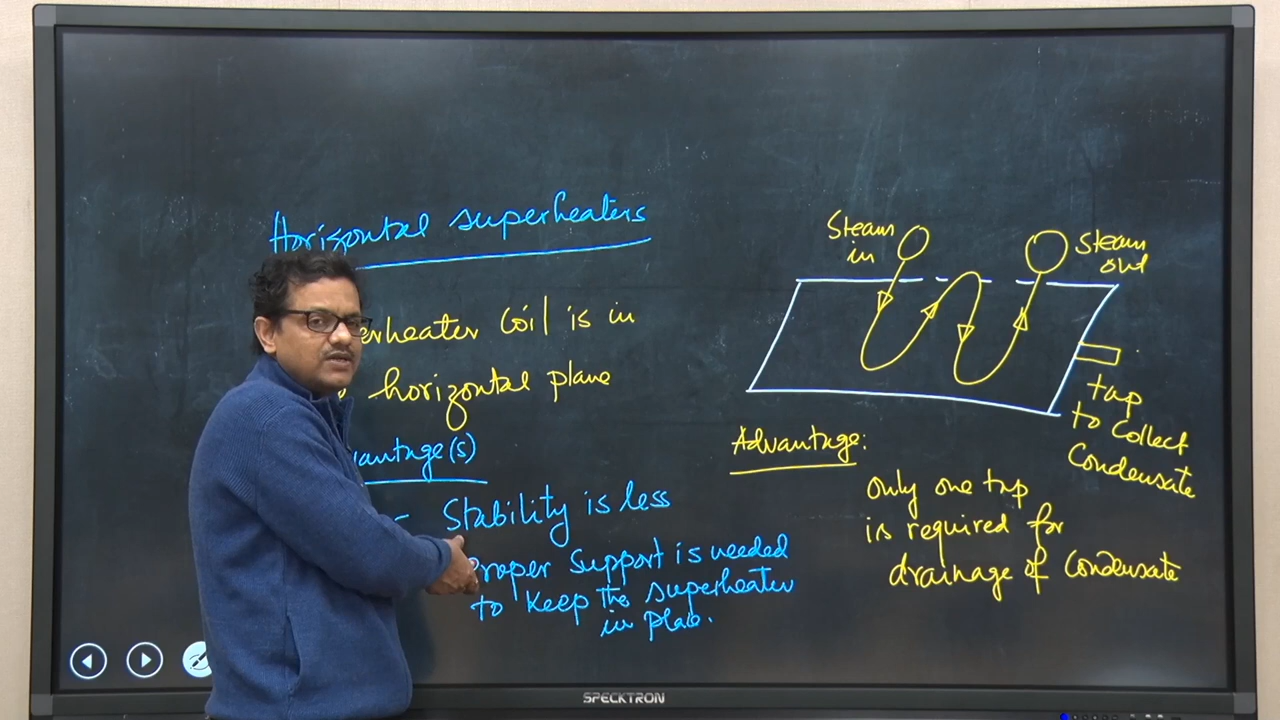 Horizontal superheaters
erheater Coil is in
horizontal plane
vantage(s)
- Stability is less
Proper Support is needed
to Keep the superheater
in place.
Steam
in
Steam
out
tap
to Collect
Condensate
Advantage:
Only one tap
is required for
drainage of Condensate
SPECKTRON